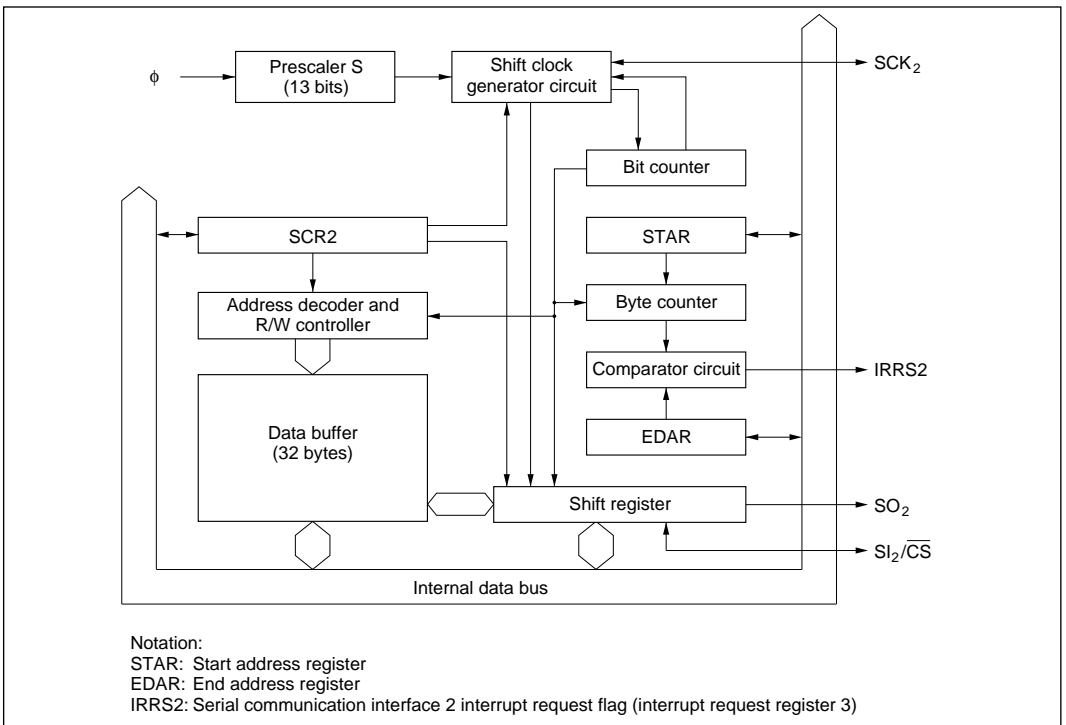 ϕ
Prescaler S
(13 bits)
Shift clock
generator circuit
SCK2
Bit counter
SCR2
STAR
Address decoder and
R/W controller
Byte counter
Comparator circuit
IRRS2
Data buffer
(32 bytes)
EDAR
Shift register
SO2
SI2/C̅S̅
Internal data bus
Notation:
STAR: Start address register
EDAR: End address register
IRRS2: Serial communication interface 2 interrupt request flag (interrupt request register 3)